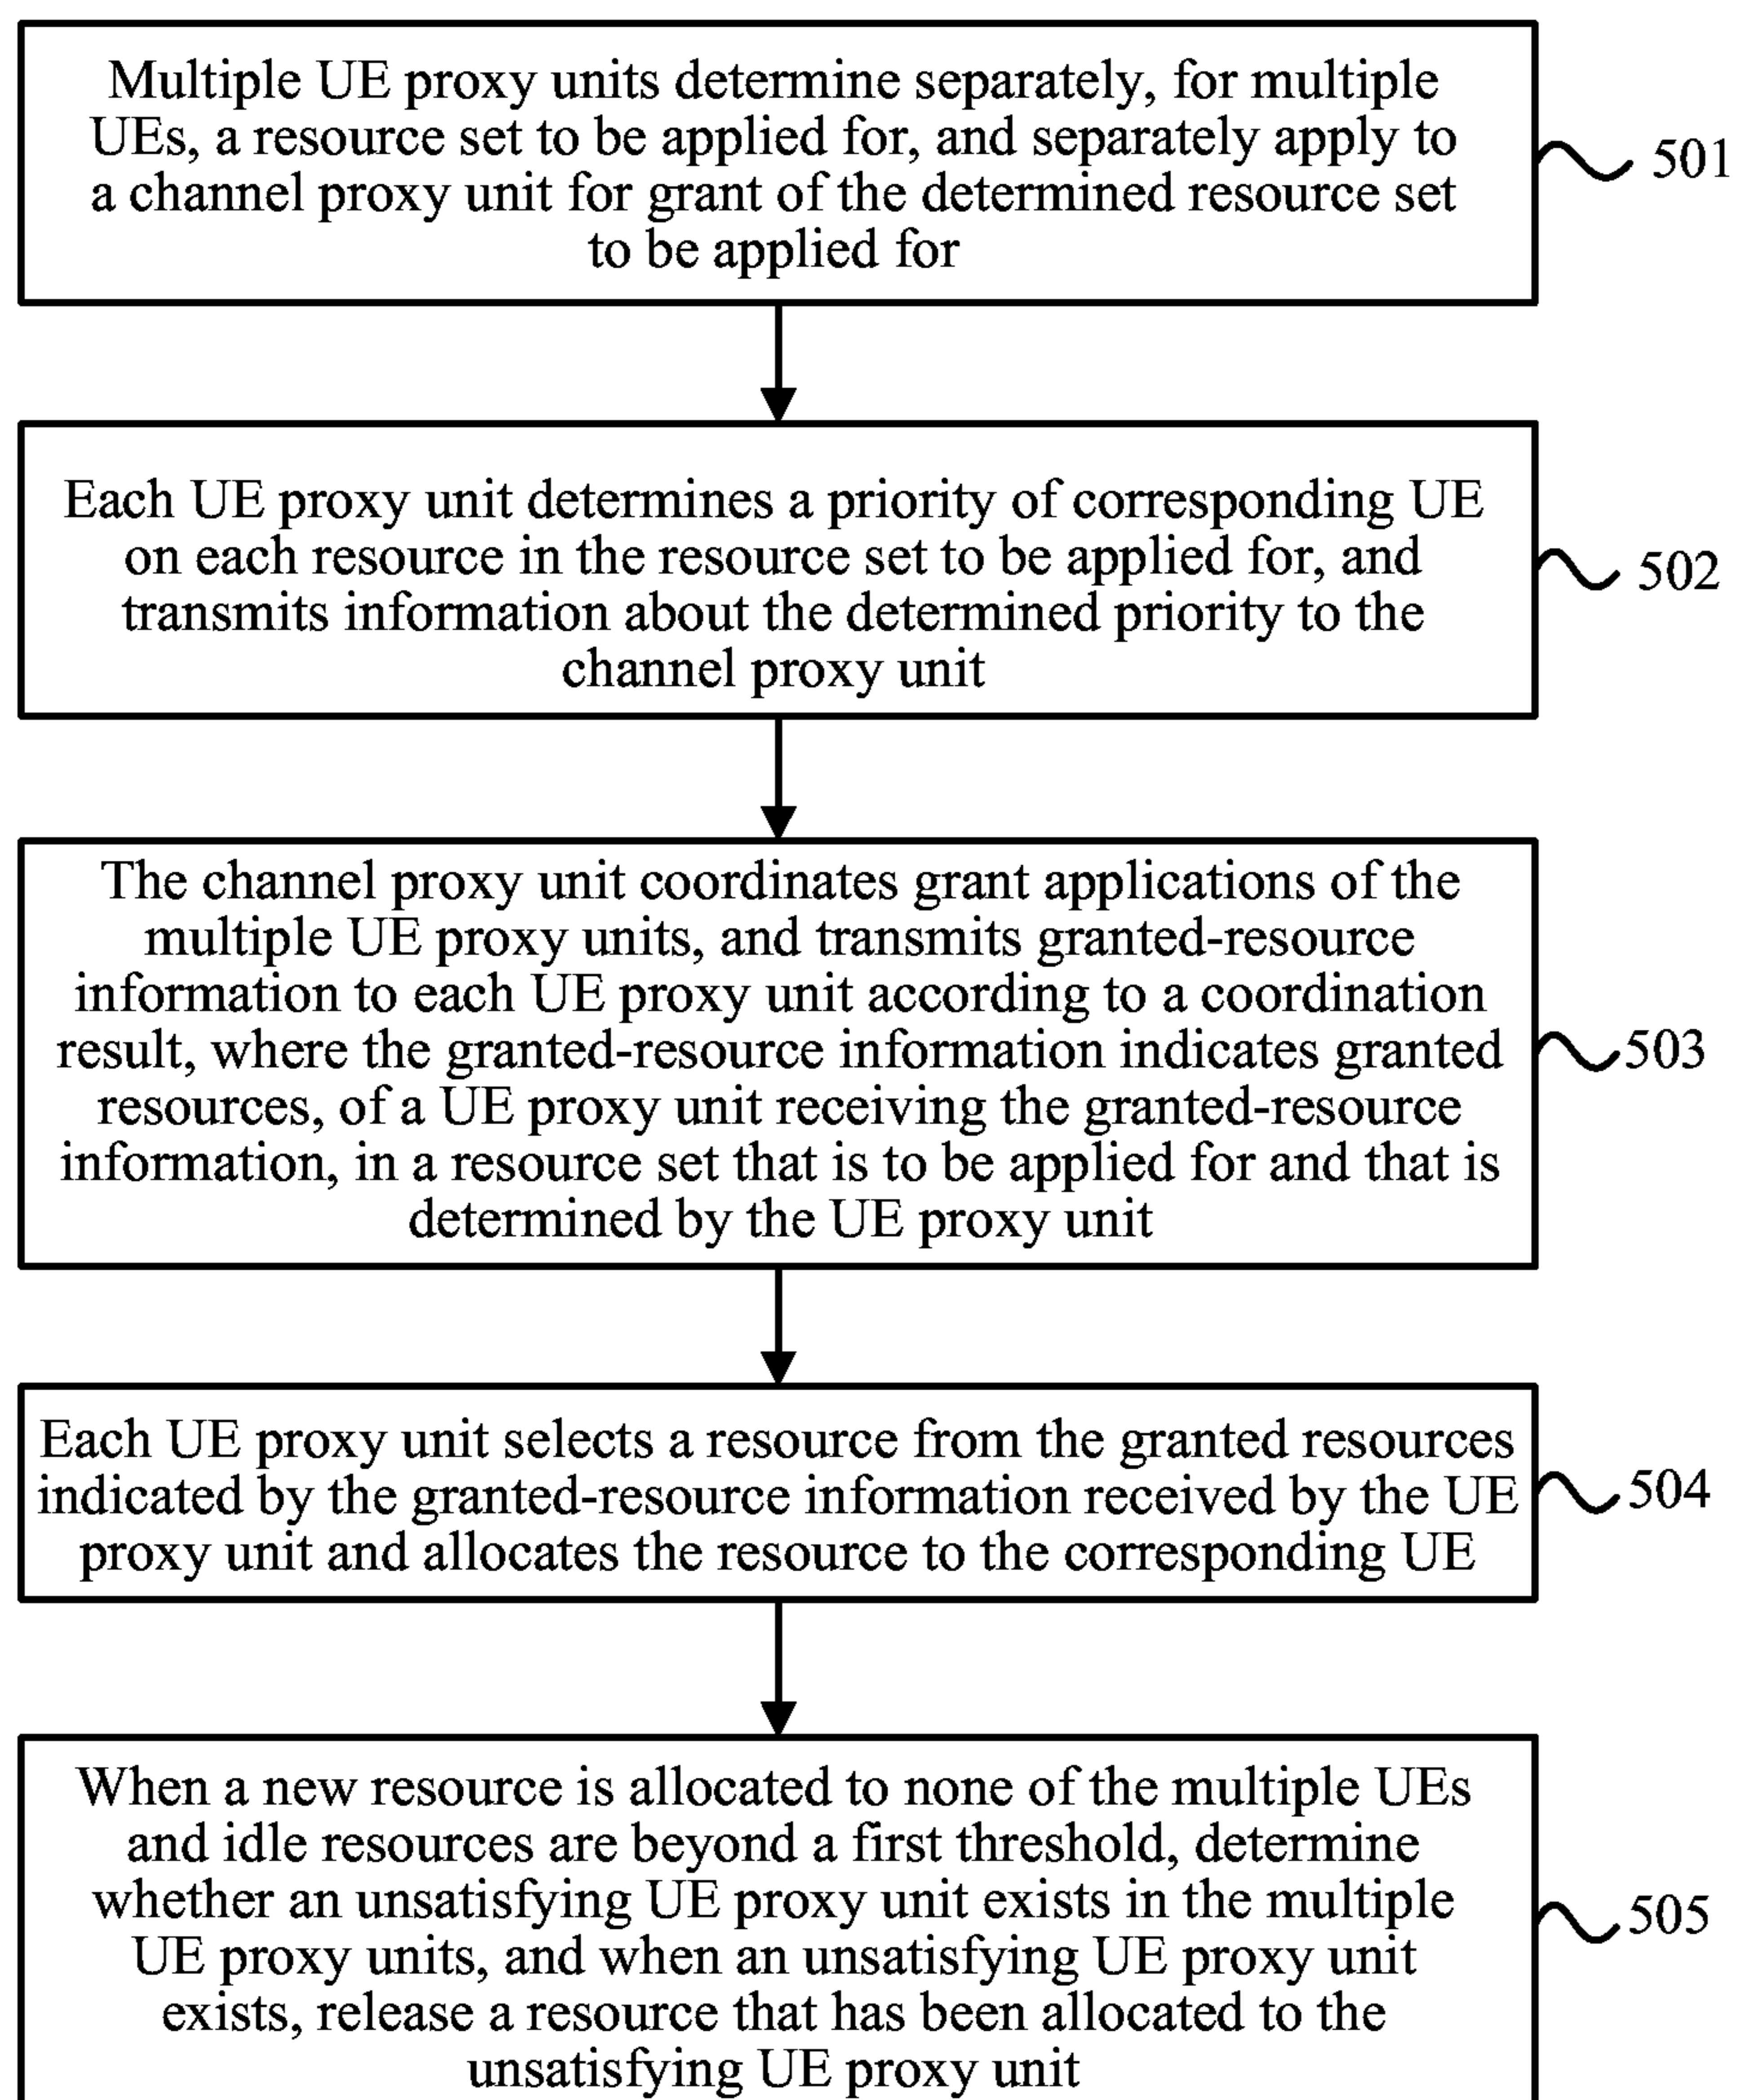 Multiple UE proxy units determine separately, for multiple
UEs, a resource set to be applied for, and separately apply to
a channel proxy unit for grant of the determined resource set
to be applied for
501
Each UE proxy unit determines a priority of corresponding UE
on each resource in the resource set to be applied for, and
transmits information about the determined priority to the
channel proxy unit
502
The channel proxy unit coordinates grant applications of the
multiple UE proxy units, and transmits granted-resource
information to each UE proxy unit according to a coordination
result, where the granted-resource information indicates granted
resources, of a UE proxy unit receiving the granted-resource
information, in a resource set that is to be applied for and that is
determined by the UE proxy unit
503
Each UE proxy unit selects a resource from the granted resources
indicated by the granted-resource information received by the UE
proxy unit and allocates the resource to the corresponding UE
504
When a new resource is allocated to none of the multiple UEs
and idle resources are beyond a first threshold, determine
whether an unsatisfying UE proxy unit exists in the multiple
UE proxy units, and when an unsatisfying UE proxy unit
exists, release a resource that has been allocated to the
unsatisfying UE proxy unit
505